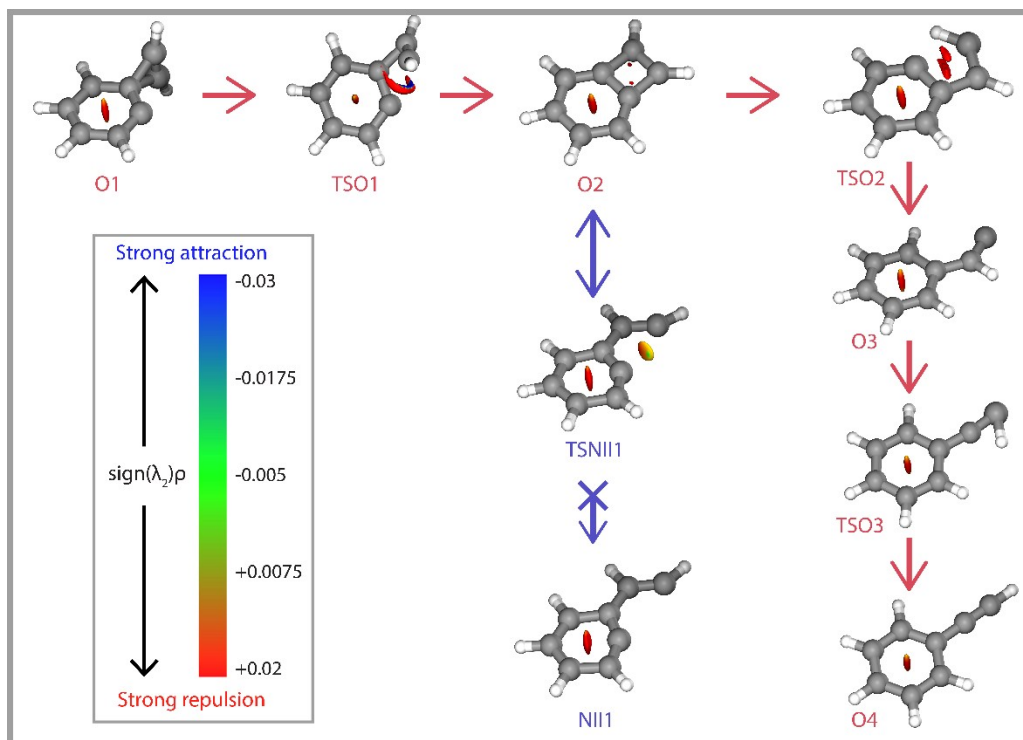 O1
TSO1
O2
TSO2
Strong attraction
-0.03
-0.0175
sign(λ₂)ρ
-0.005
+0.0075
+0.02
Strong repulsion
TSNII1
NII1
O3
TSO3
O4